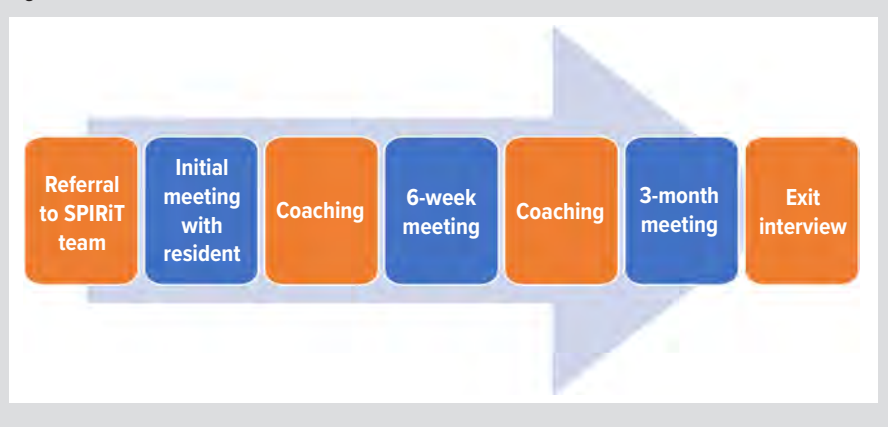 Referral
to SPIRiT
team
Initial
meeting
with
resident
Coaching
6-week
meeting
Coaching
3-month
meeting
Exit
interview